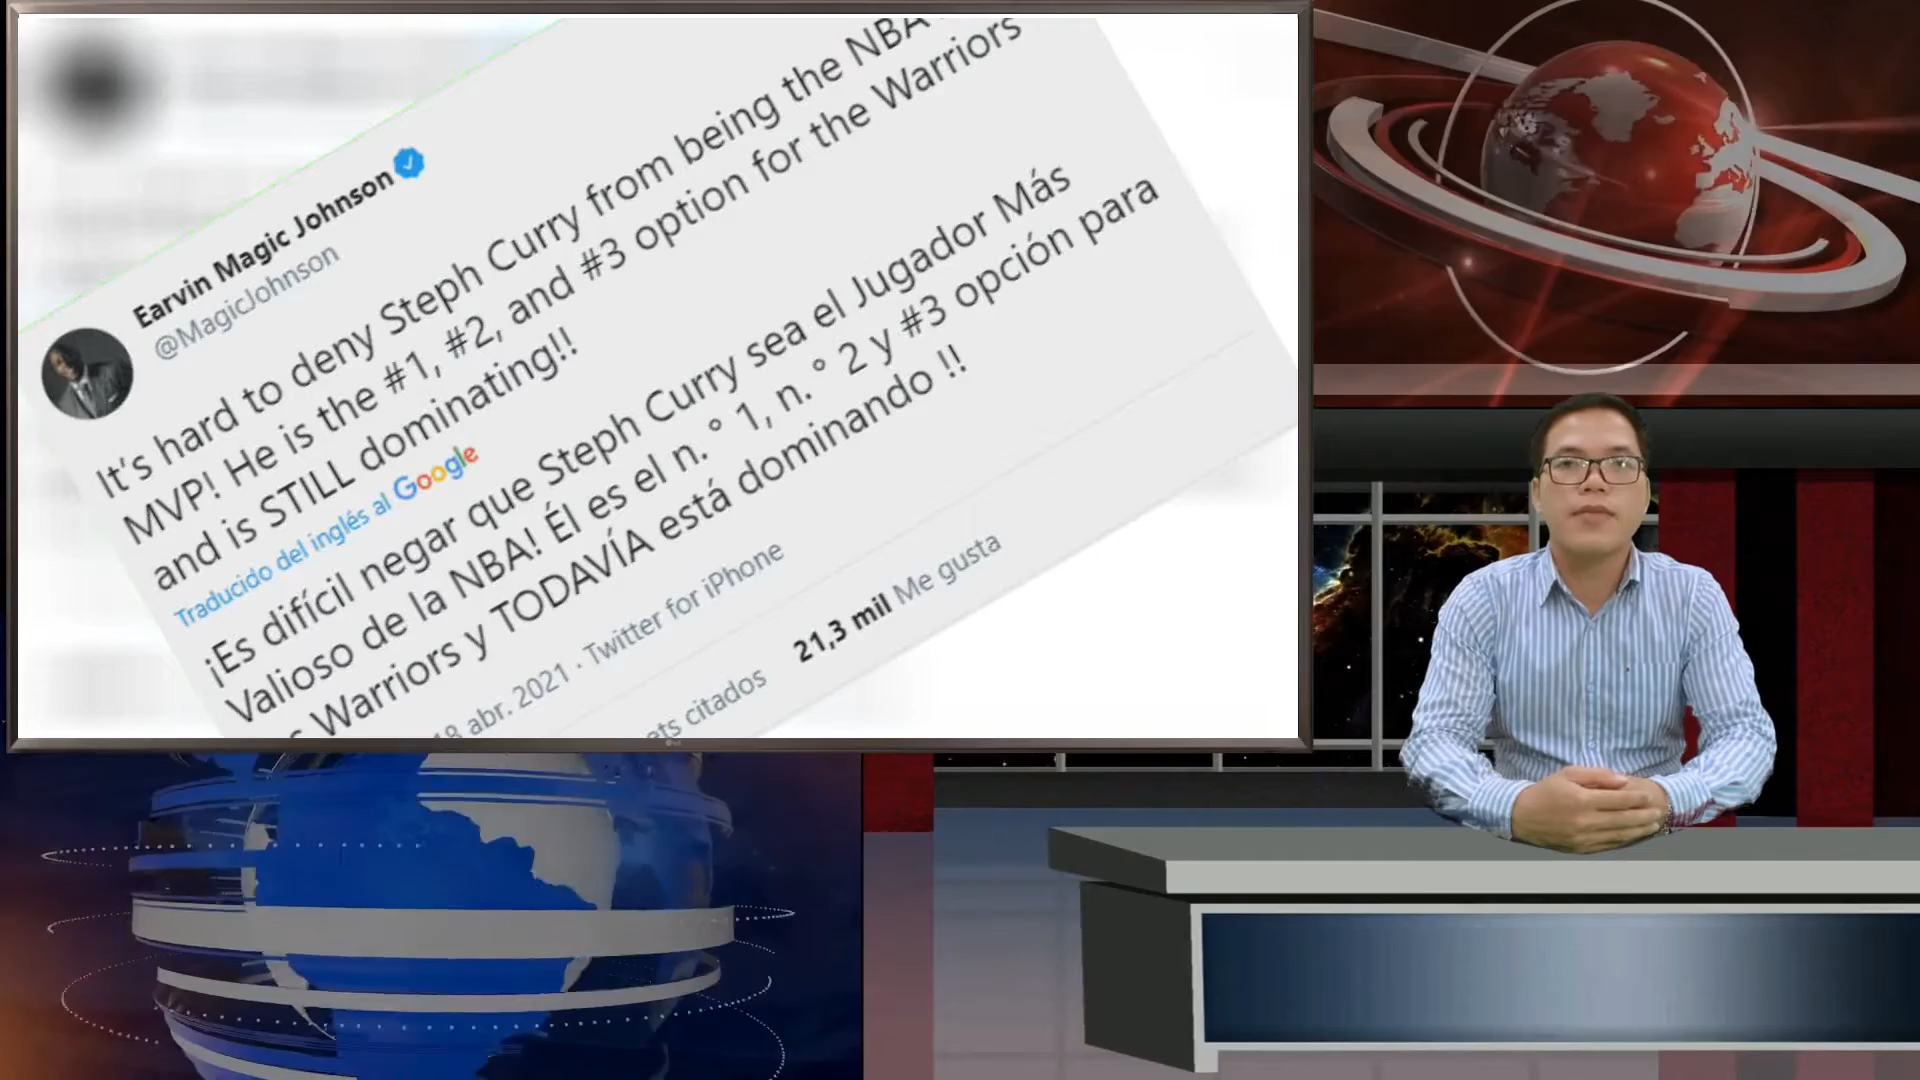 Earvin Magic Johnson
@MagicJohnson
It's hard to deny Steph Curry from being the NBA
MVP! He is the #1, #2, and #3 option for the Warriors
and is STILL dominating!!
Traducido del inglés al Google
¡Es difícil negar que Steph Curry sea el Jugador Más
Valioso de la NBA! Él es el n. ° 1, n. ° 2 y #3 opción para
Warriors y TODAVÍA está dominando !!
18 abr. 2021 · Twitter for iPhone
citados 21,3 mil Me gusta